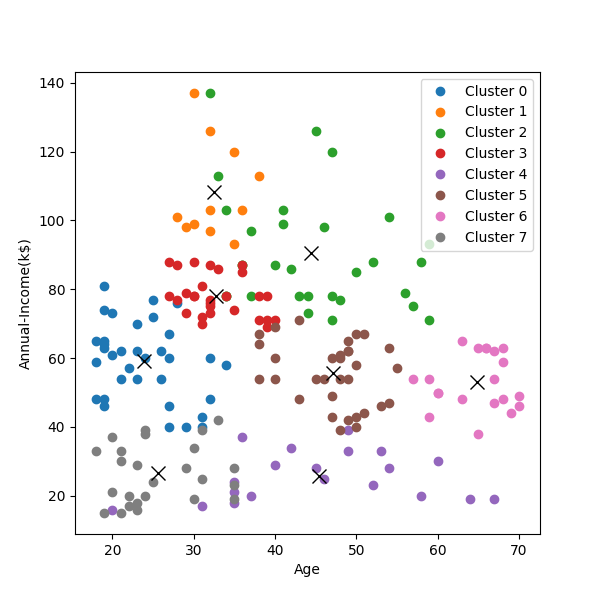 Cluster 0
Cluster 1
Cluster 2
Cluster 3
Cluster 4
Cluster 5
Cluster 6
Cluster 7
140
120
100
80
60
40
20
Annual-Income(k$)
20 30 40 50 60 70
Age